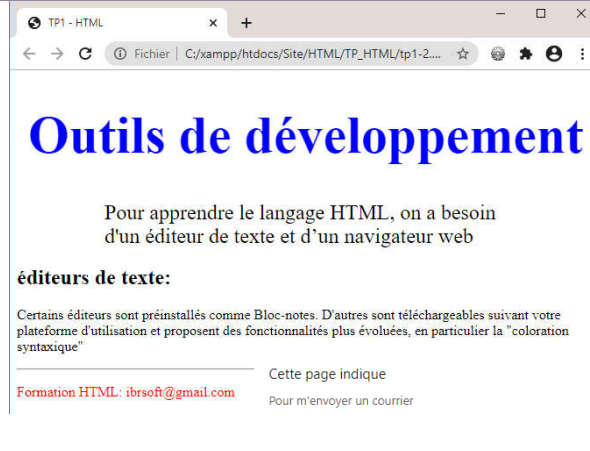 TP1 - HTML
Fichier | C:/xampp/htdocs/Site/HTML/TP_HTML/tp1-2....
Outils de développement
Pour apprendre le langage HTML, on a besoin
d'un éditeur de texte et d’un navigateur web
éditeurs de texte:
Certains éditeurs sont préinstallés comme Bloc-notes. D'autres sont téléchargeables suivant votre
plateforme d'utilisation et proposent des fonctionnalités plus évoluées, en particulier la "coloration
syntaxique"
Cette page indique
Formation HTML: ibrsoft@gmail.com
Pour m'envoyer un courrier